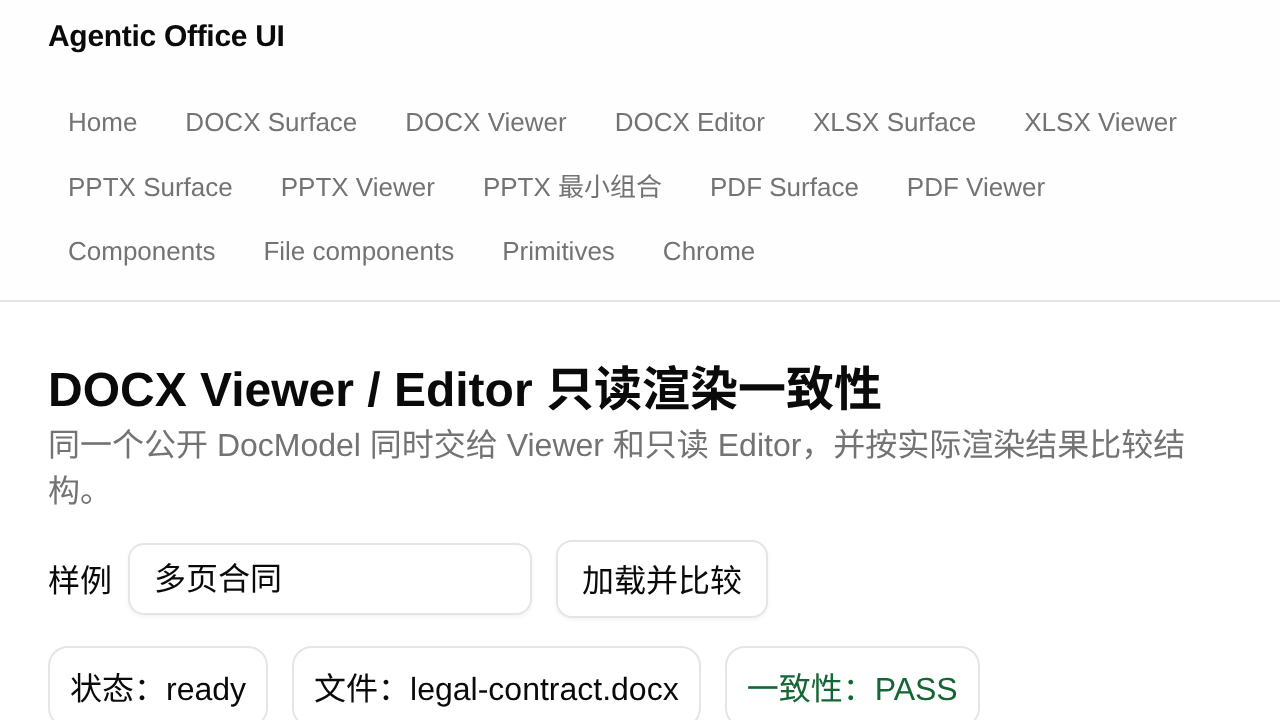 Agentic Office UI
Home DOCX Surface DOCX Viewer DOCX Editor XLSX Surface XLSX Viewer
PPTX Surface PPTX Viewer PPTX 最小组合 PDF Surface PDF Viewer
Components File components Primitives Chrome
DOCX Viewer / Editor 只读渲染一致性
同一个公开 DocModel 同时交给 Viewer 和只读 Editor，并按实际渲染结果比较结
构。
样例 多页合同 加载并比较
状态：ready 文件：legal-contract.docx 一致性：PASS